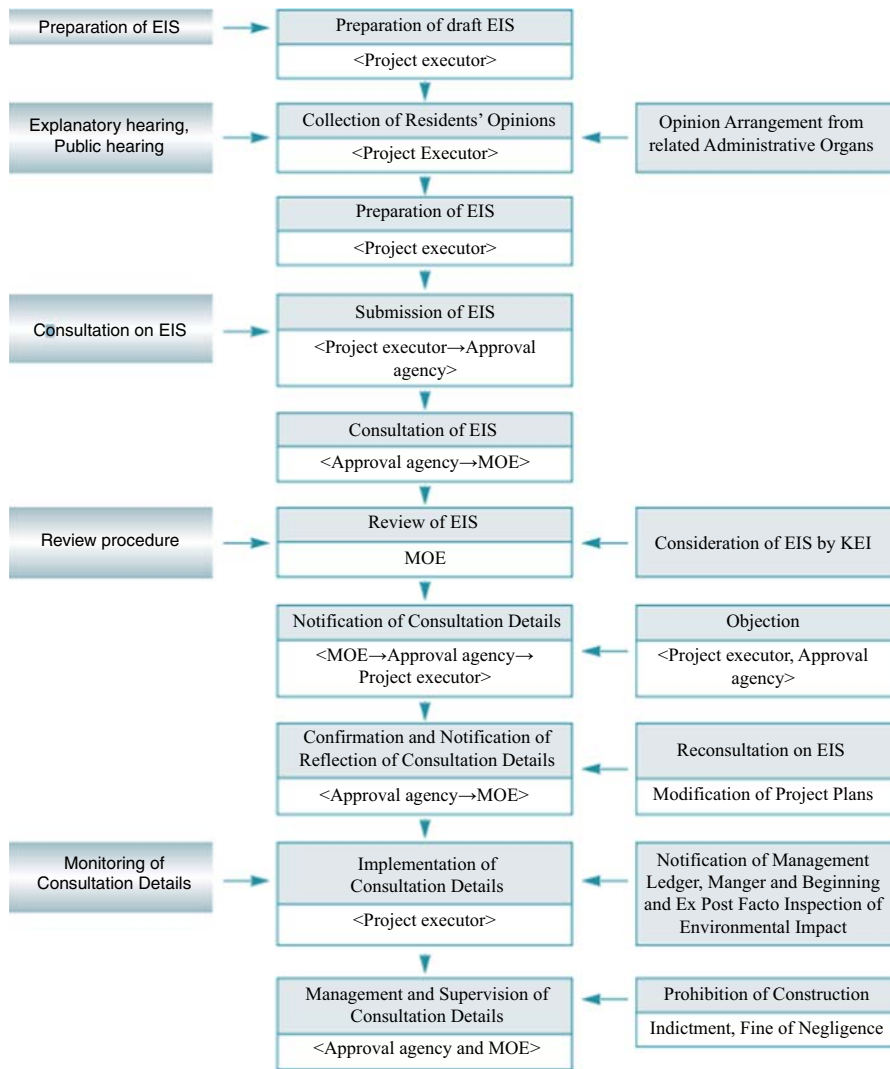 Preparation of EIS
Preparation of draft EIS
<Project executor>
Explanatory hearing,
Public hearing
Collection of Residents' Opinions
<Project Executor>
Opinion Arrangement from
related Administrative Organs
Preparation of EIS
<Project executor>
Consultation on EIS
Submission of EIS
<Project executor→Approval
agency>
Consultation of EIS
<Approval agency→MOE>
Review procedure
Review of EIS
MOE
Consideration of EIS by KEI
Notification of Consultation Details
<MOE→Approval agency→
Project executor>
Objection
<Project executor, Approval
agency>
Confirmation and Notification of
Reflection of Consultation Details
<Approval agency→MOE>
Reconsultation on EIS
Modification of Project Plans
Monitoring of
Consultation Details
Implementation of
Consultation Details
<Project executor>
Notification of Management
Ledger, Manger and Beginning
and Ex Post Facto Inspection of
Environmental Impact
Management and Supervision of
Consultation Details
<Approval agency and MOE>
Prohibition of Construction
Indictment, Fine of Negligence